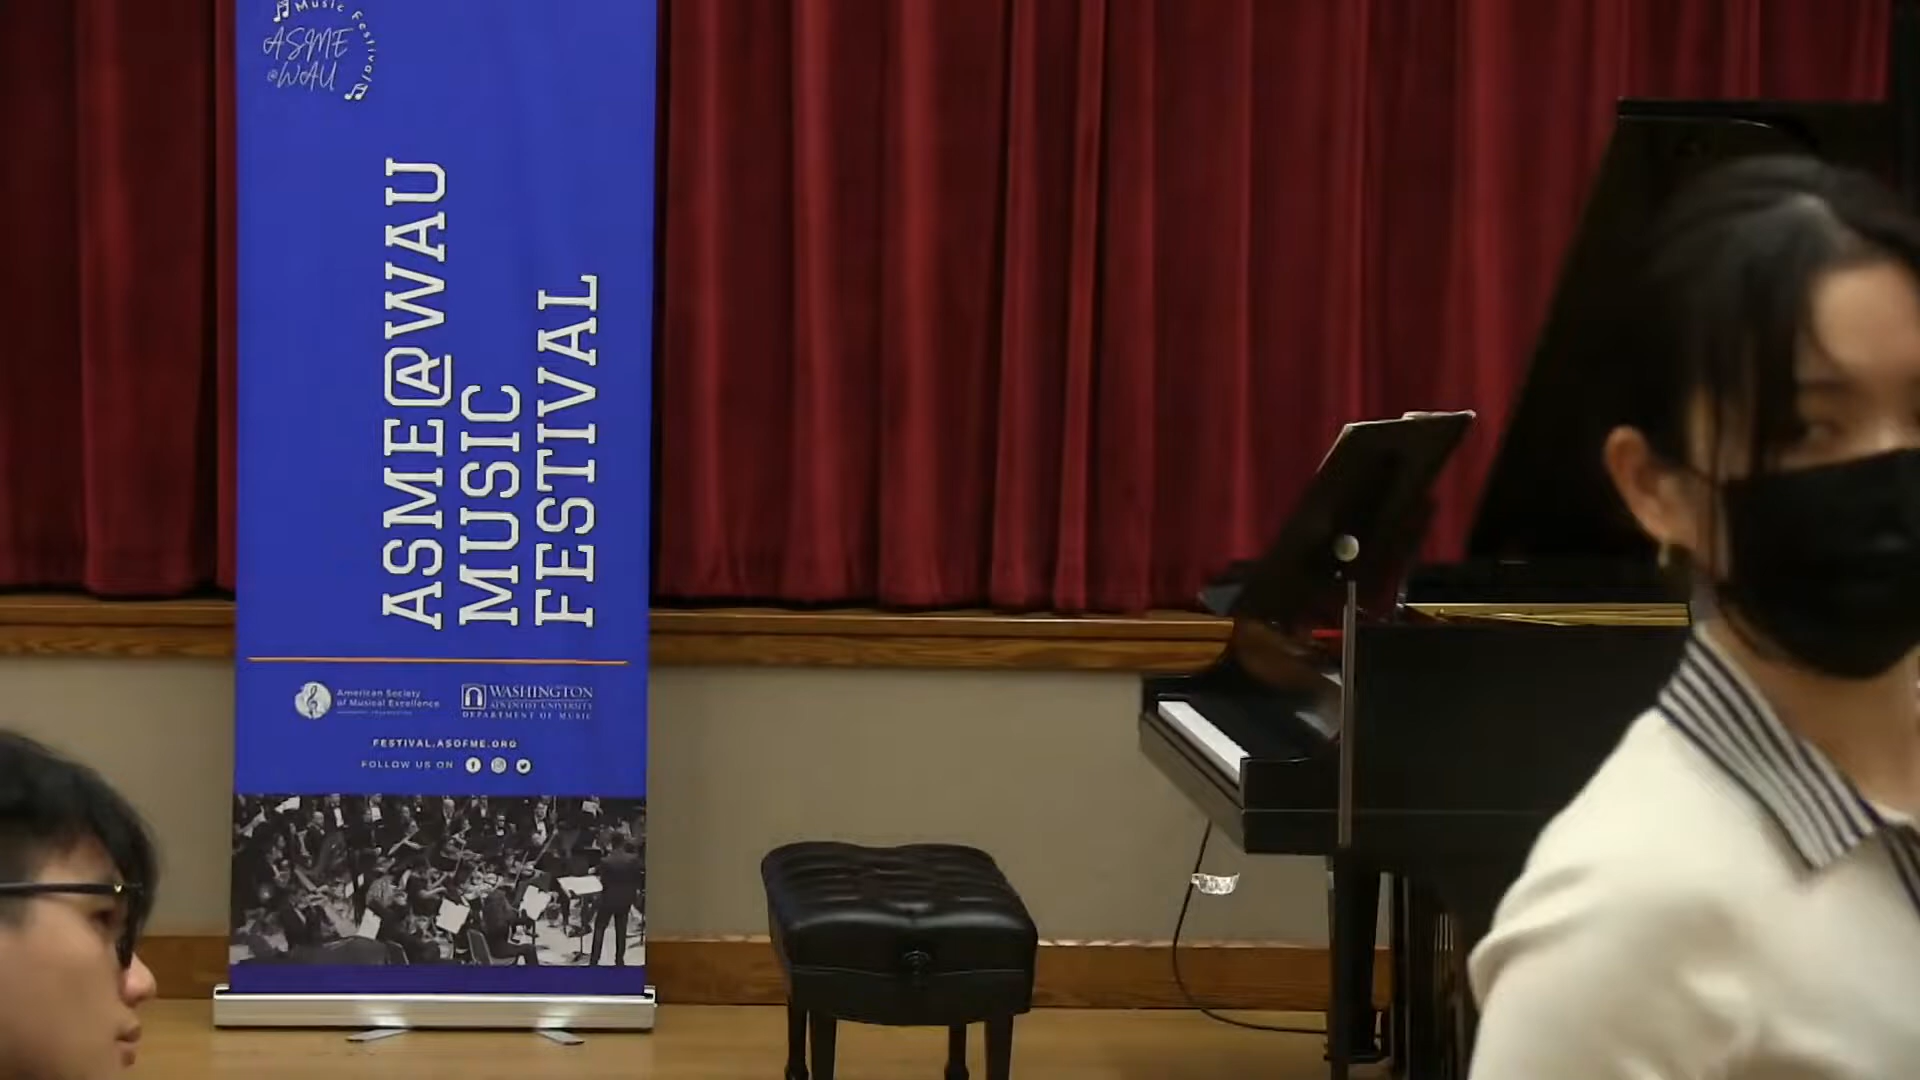 Music Festival
ASME
@WAU
ASME@WAU
MUSIC
FESTIVAL
American Society
of Musical Excellence
WASHINGTON
ADVENTIST UNIVERSITY
DEPARTMENT OF MUSIC
FESTIVAL.ASOFME.ORG
FOLLOW US ON